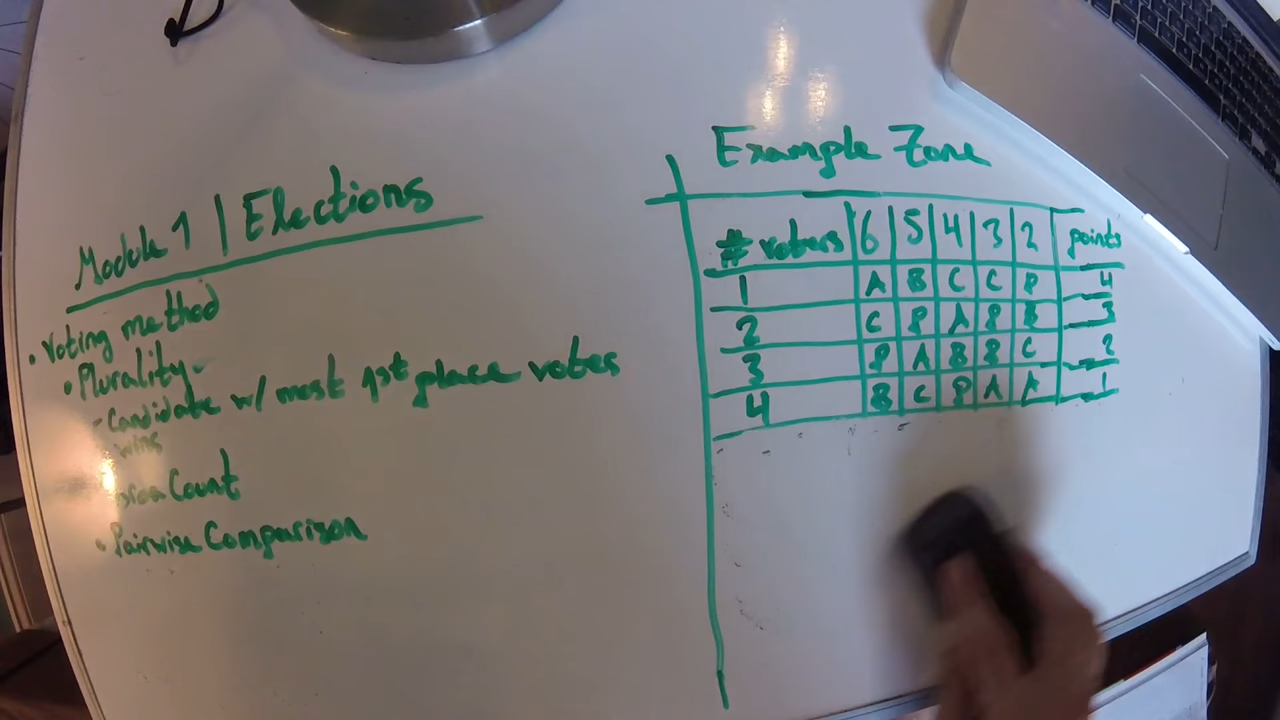 Module 1 | Elections
• Voting method
• Plurality-
- Candidate w/ most 1st place votes
wins
Count
• Pairwise Comparison
Example Zone
# voters 6 5 4 3 2 points
1 A B C C P 4
2 C P A P B 3
3 P A B B C 2
4 B C P A A 1